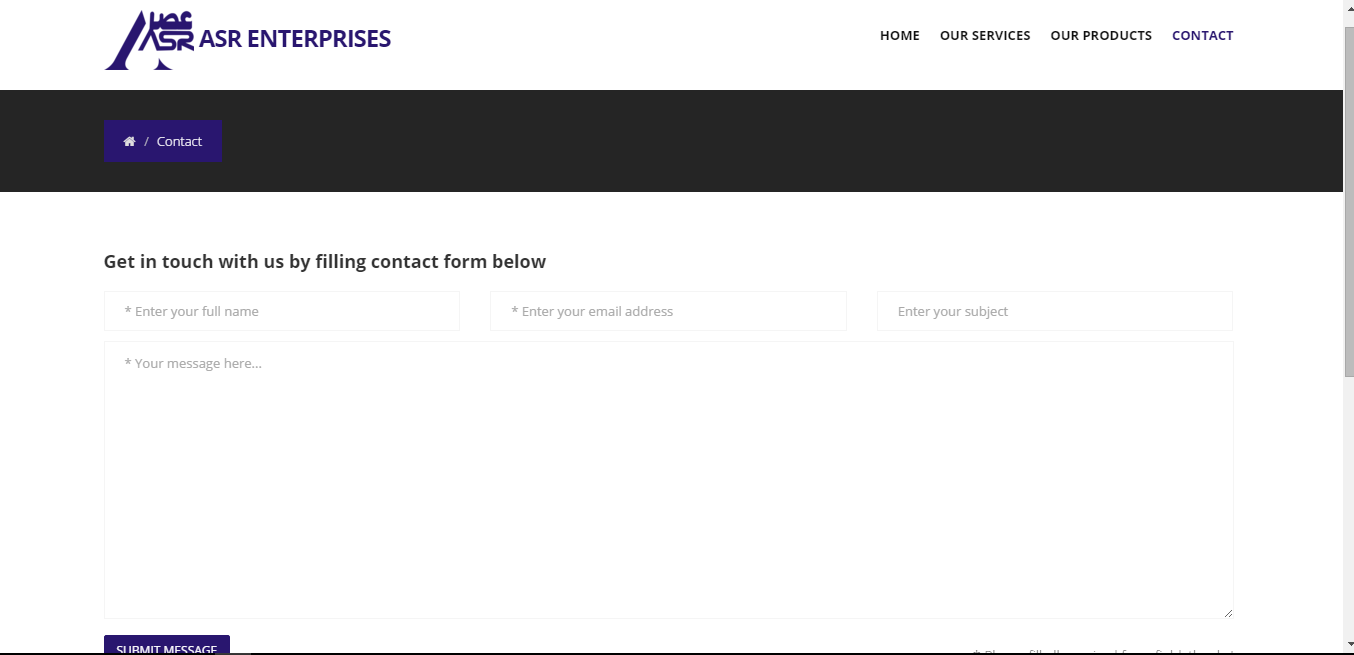 عصر
ASR
ASR ENTERPRISES
HOME OUR SERVICES OUR PRODUCTS CONTACT
/ Contact
Get in touch with us by filling contact form below
* Enter your full name
* Enter your email address
Enter your subject
* Your message here...
SUBMIT MESSAGE